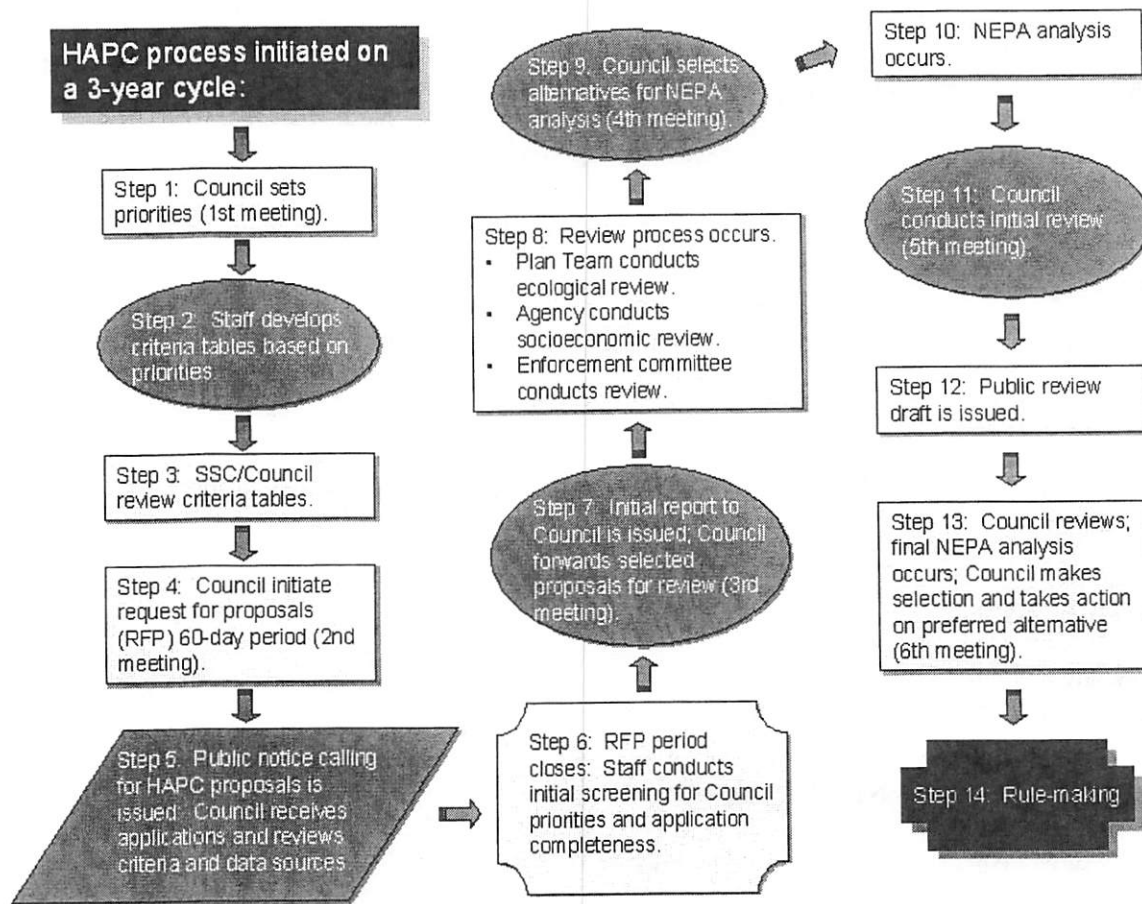 HAPC process initiated on
a 3-year cycle:
Step 1: Council sets
priorities (1st meeting).
Step 2: Staff develops
criteria tables based on
priorities
Step 3: SSC/Council
review criteria tables.
Step 4: Council initiate
request for proposals
(RFP) 60-day period (2nd
meeting).
Step 5: Public notice calling
for HAPC proposals is
issued: Council receives
applications and reviews
criteria and data sources
Step 6: RFP period
closes: Staff conducts
initial screening for Council
priorities and application
completeness.
Step 7: Initial report to
Council is issued; Council
forwards selected
proposals for review (3rd
meeting).
Step 8: Review process occurs.
• Plan Team conducts
ecological review.
• Agency conducts
socioeconomic review.
• Enforcement committee
conducts review.
Step 9: Council selects
alternatives for NEPA
analysis (4th meeting).
Step 10: NEPA analysis
occurs.
Step 11: Council
conducts initial review
(5th meeting).
Step 12: Public review
draft is issued.
Step 13: Council reviews;
final NEPA analysis
occurs; Council makes
selection and takes action
on preferred alternative
(6th meeting).
Step 14: Rule-making